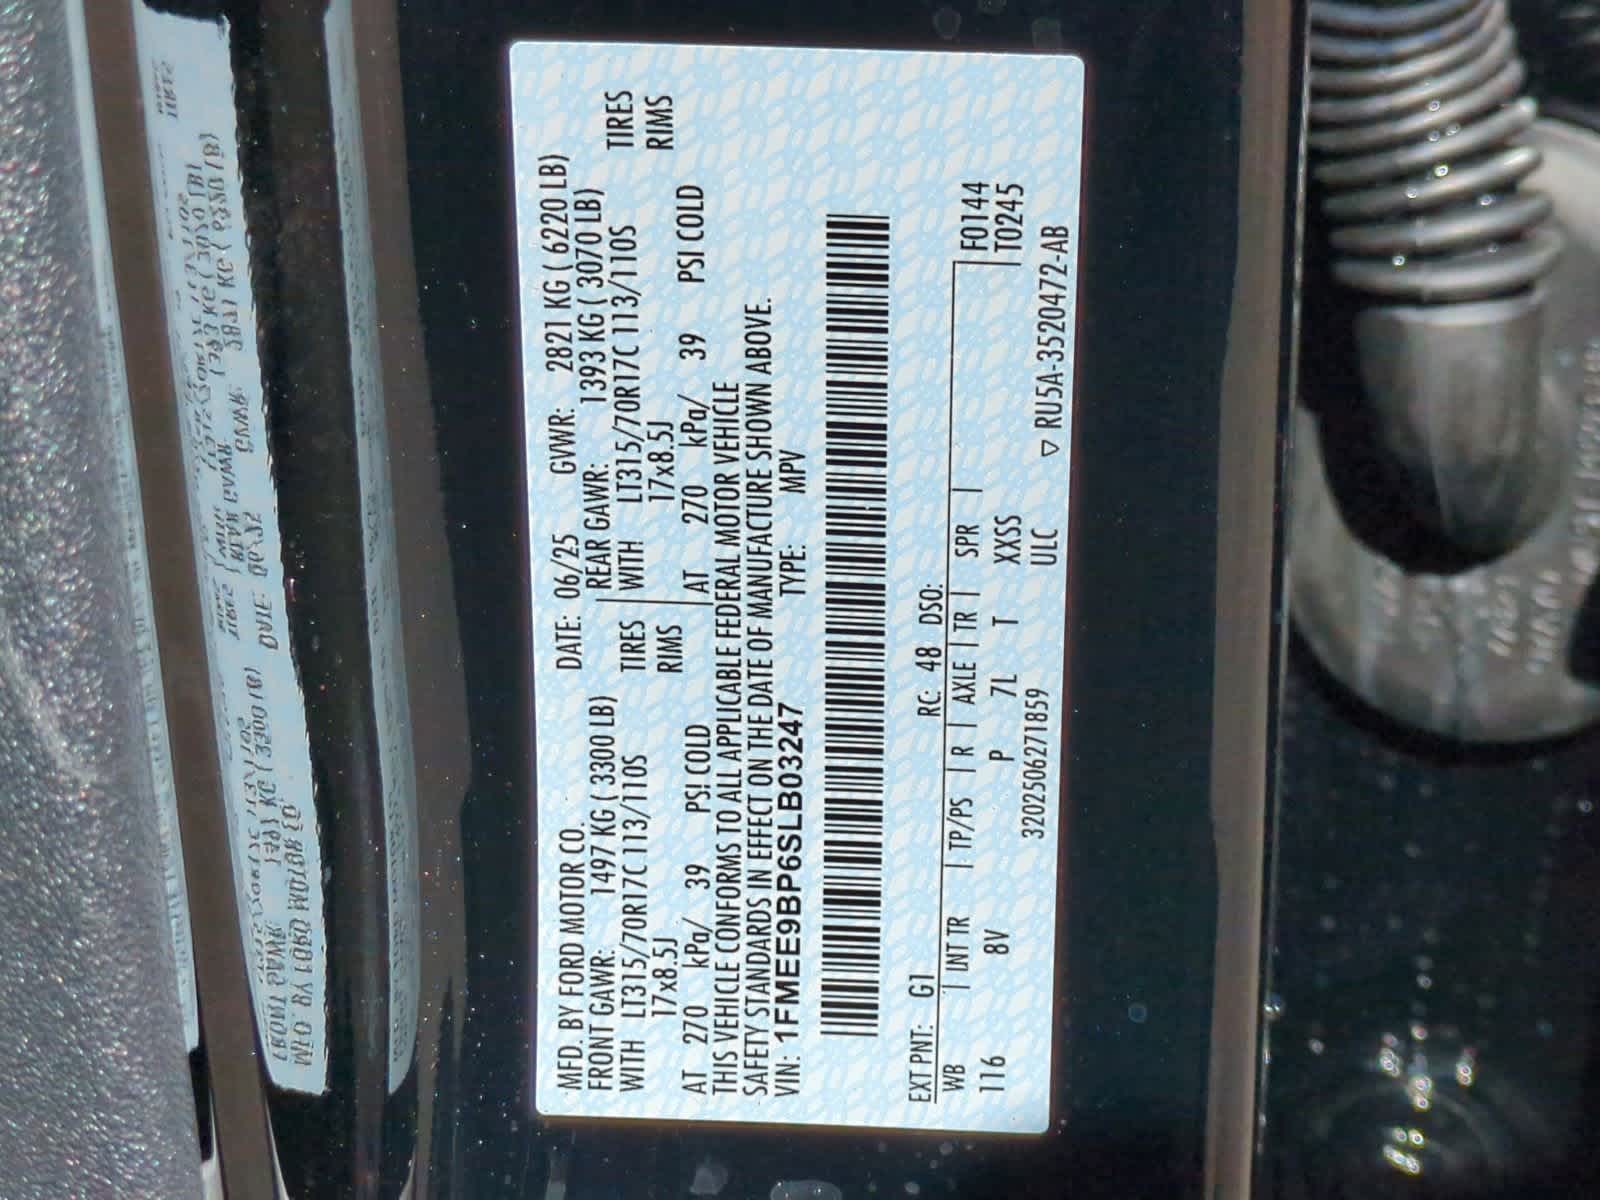 MFD. BY FORD MOTOR CO. DATE: 06/25 GVWR: 2821 KG ( 6220 LB)
FRONT GAWR: 1497 KG ( 3300 LB) REAR GAWR: 1393 KG ( 3070 LB)
WITH LT315/70R17C 113/110S TIRES WITH LT315/70R17C 113/110S TIRES
17x8.5J RIMS 17x8.5J RIMS
AT 270 kPa/ 39 PSI COLD AT 270 kPa/ 39 PSI COLD
THIS VEHICLE CONFORMS TO ALL APPLICABLE FEDERAL MOTOR VEHICLE
SAFETY STANDARDS IN EFFECT ON THE DATE OF MANUFACTURE SHOWN ABOVE.
VIN: 1FMEE9BP6SLB03247 TYPE: MPV
EXT PNT: G1 RC: 48 DSO:
WB INT TR TP/PS R AXLE TR SPR F0144
116 8V P 7L T XXSS T0245
320250627l859 ULC ▽ RU5A-3520472-AB